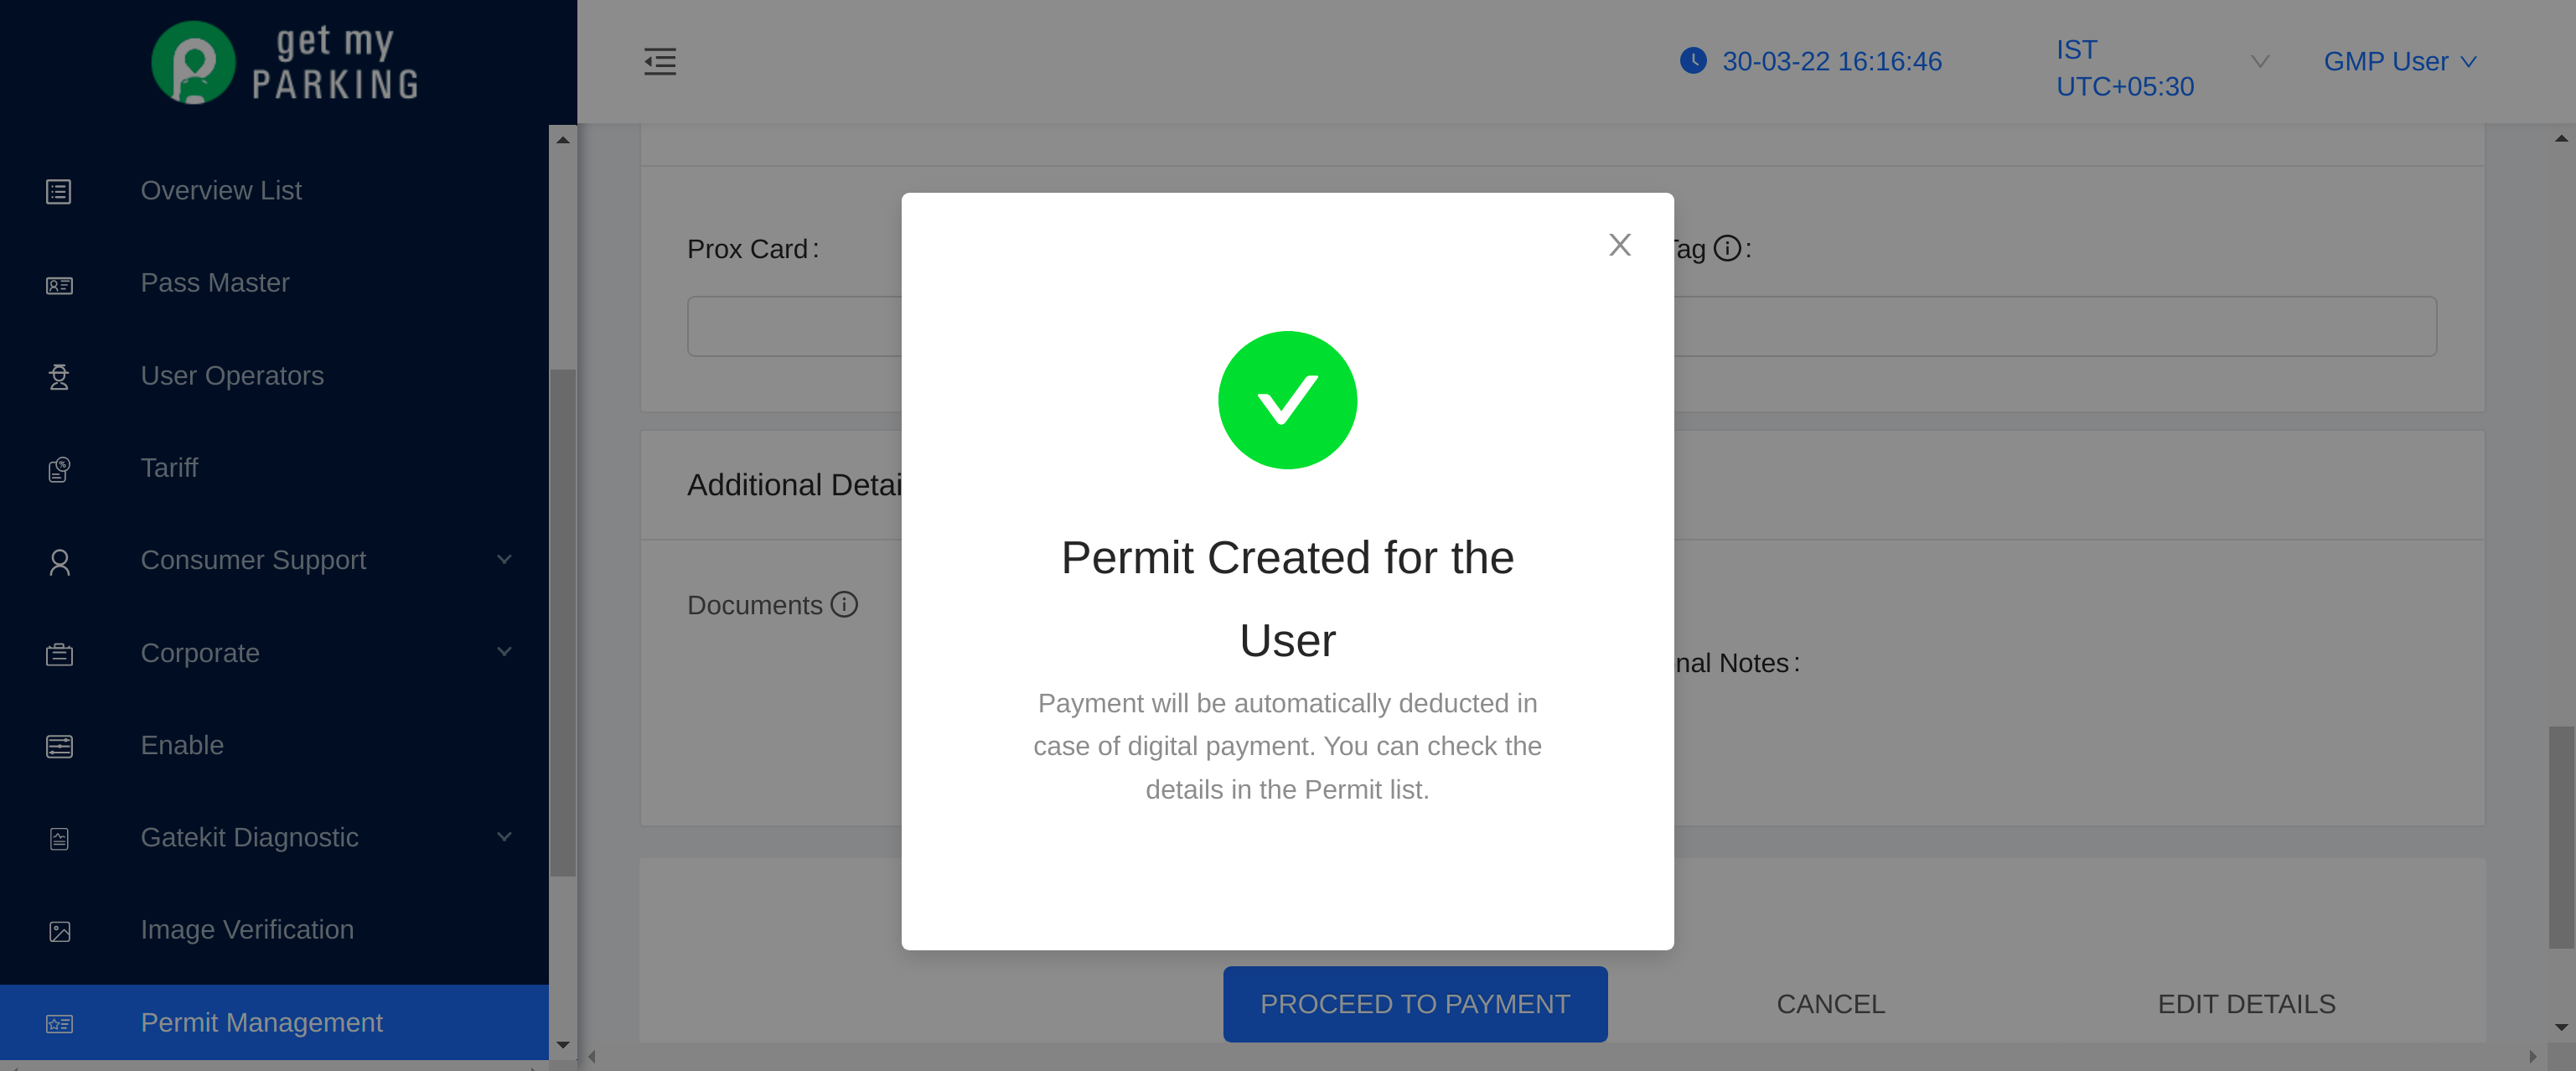 get my
PARKING
30-03-22 16:16:46
IST
UTC+05:30
GMP User
Overview List
Pass Master
User Operators
Tariff
Consumer Support
Corporate
Enable
Gatekit Diagnostic
Image Verification
Permit Management
Prox Card :
Tag :
Additional Detai
Documents
nal Notes :
Permit Created for the
User
Payment will be automatically deducted in
case of digital payment. You can check the
details in the Permit list.
PROCEED TO PAYMENT
CANCEL
EDIT DETAILS